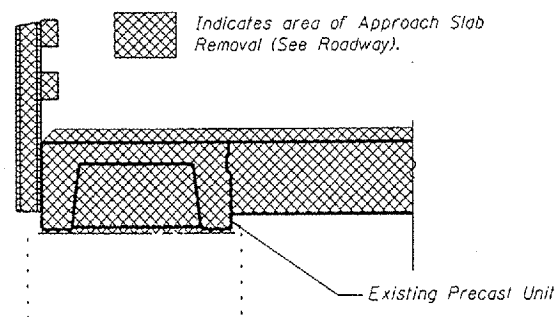 Indicates area of Approach Slab
Removal (See Roadway).
Existing Precast Unit